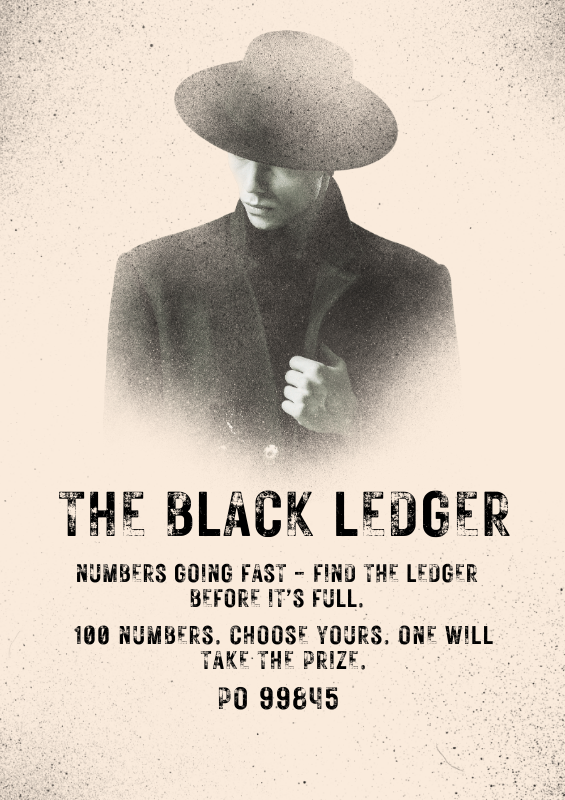 THE BLACK LEDGER
NUMBERS GOING FAST - FIND THE LEDGER
BEFORE IT'S FULL.
100 NUMBERS. CHOOSE YOURS. ONE WILL
TAKE THE PRIZE.
PO 99845